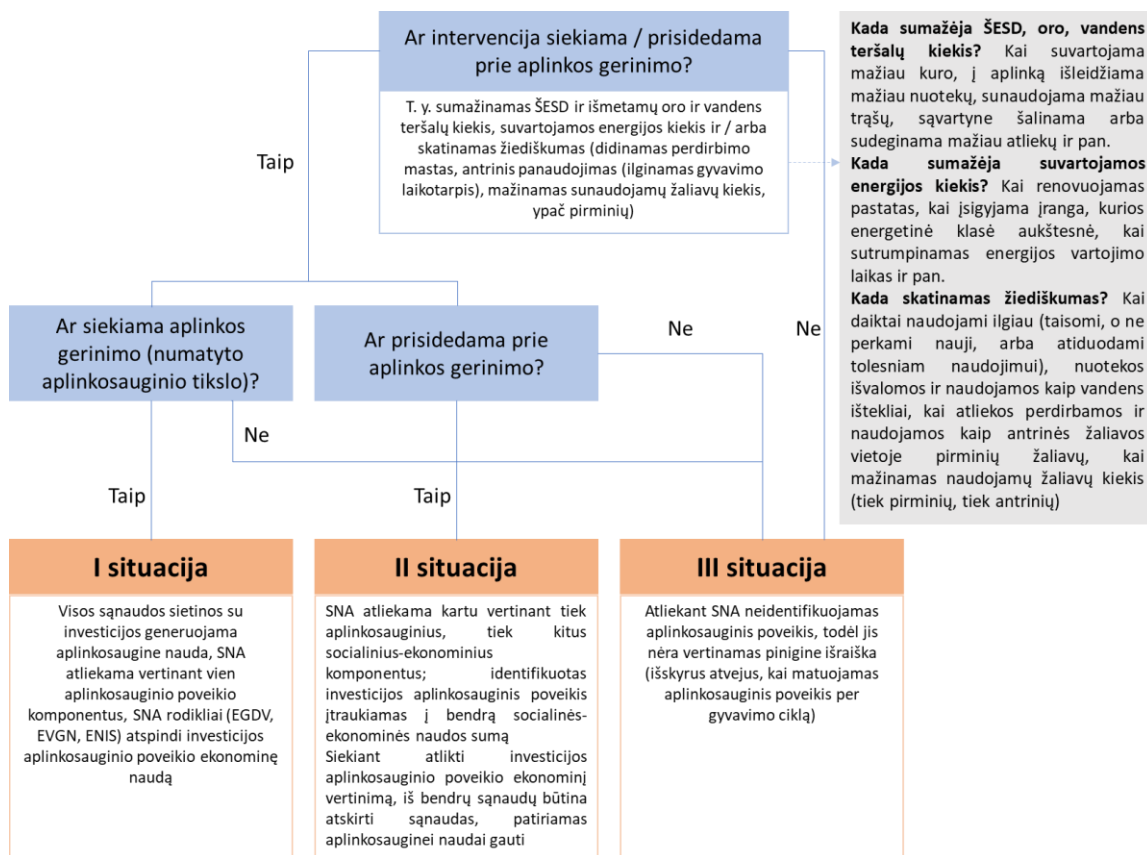 Ar intervencija siekiama / prisidedama
prie aplinkos gerinimo?
T. y. sumažinamas ŠESD ir išmetamų oro ir vandens
teršalų kiekis, suvartojamos energijos kiekis ir / arba
skatinamas žiediškumas (didinamas perdirbimo
mastas, antrinis panaudojimas (ilginamas gyvavimo
laikotarpis), mažinamas sunaudojamų žaliavų kiekis,
ypač pirminių)
Kada sumažėja ŠESD, oro, vandens
teršalų kiekis? Kai suvartojama
mažiau kuro, į aplinką išleidžiama
mažiau nuotekų, sunaudojama mažiau
trąšų, sąvartyne šalinama arba
sudeginama mažiau atliekų ir pan.
Kada sumažėja suvartojamos
energijos kiekis? Kai renovuojamas
pastatas, kai įsigyjama įranga, kurios
energetinė klasė aukštesnė, kai
sutrumpinamas energijos vartojimo
laikas ir pan.
Kada skatinamas žiediškumas? Kai
daiktai naudojami ilgiau (taisomi, o ne
perkami nauji, arba atiduodami
tolesniam naudojimui), nuotekos
išvalomos ir naudojamos kaip vandens
ištekliai, kai atliekos perdirbamos ir
naudojamos kaip antrinės žaliavos
vietoje pirminių žaliavų, kai
mažinamas naudojamų žaliavų kiekis
(tiek pirminių, tiek antrinių)
Taip
Ar siekiama aplinkos
gerinimo (numatyto
aplinkosauginio tikslo)?
Ar prisidedama prie
aplinkos gerinimo?
Ne
Ne
Ne
Taip
Taip
I situacija
Visos sąnaudos sietinos su
investicijos generuojama
aplinkosaugine nauda, SNA
atliekama vertinant vien
aplinkosauginio poveikio
komponentus, SNA rodikliai (EGDV,
EVGN, ENIS) atspindi investicijos
aplinkosauginio poveikio ekonominę
naudą
II situacija
SNA atliekama kartu vertinant tiek
aplinkosauginius, tiek kitus
socialinius-ekonominius
komponentus; identifikuotas
investicijos aplinkosauginis poveikis
įtraukiamas į bendrą socialinės-
ekonominės naudos sumą
Siekiant atlikti investicijos
aplinkosauginio poveikio ekonominį
vertinimą, iš bendrų sąnaudų būtina
atskirti sąnaudas, patiriamas
aplinkosauginei naudai gauti
III situacija
Atliekant SNA neidentifikuojamas
aplinkosauginis poveikis, todėl jis
nėra vertinamas pinigine išraiška
(išskyrus atvejus, kai matuojamas
aplinkosauginis poveikis per
gyvavimo ciklą)